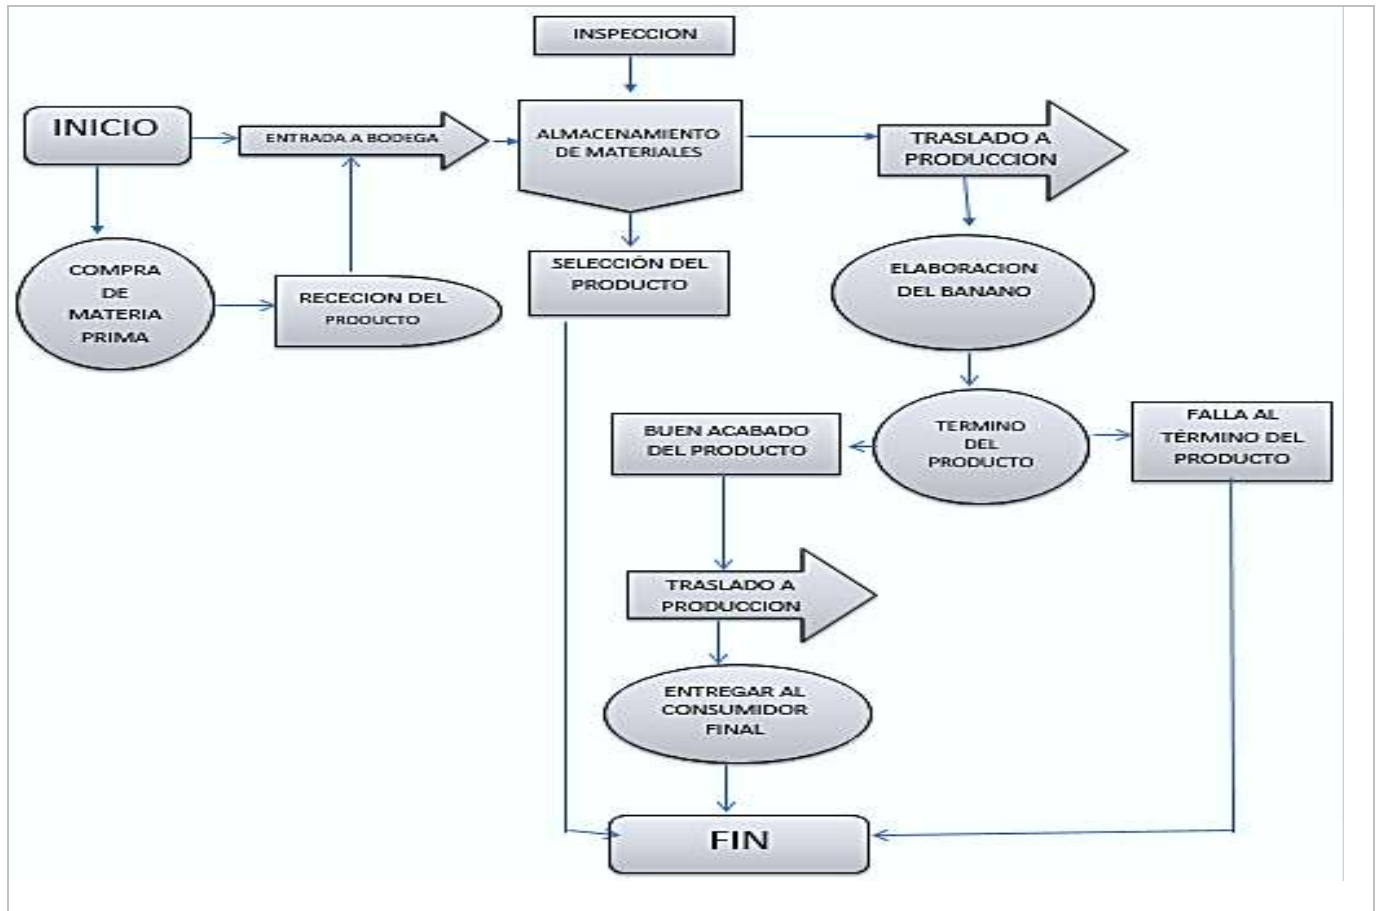 INSPECCION
INICIO
ENTRADA A BODEGA
ALMACENAMIENTO
DE MATERIALES
TRASLADO A
PRODUCCION
COMPRA
DE
MATERIA
PRIMA
RECECION DEL
PRODUCTO
SELECCIÓN DEL
PRODUCTO
ELABORACION
DEL BANANO
BUEN ACABADO
DEL PRODUCTO
TERMINO
DEL
PRODUCTO
FALLA AL
TÉRMINO DEL
PRODUCTO
TRASLADO A
PRODUCCION
ENTREGAR AL
CONSUMIDOR
FINAL
FIN